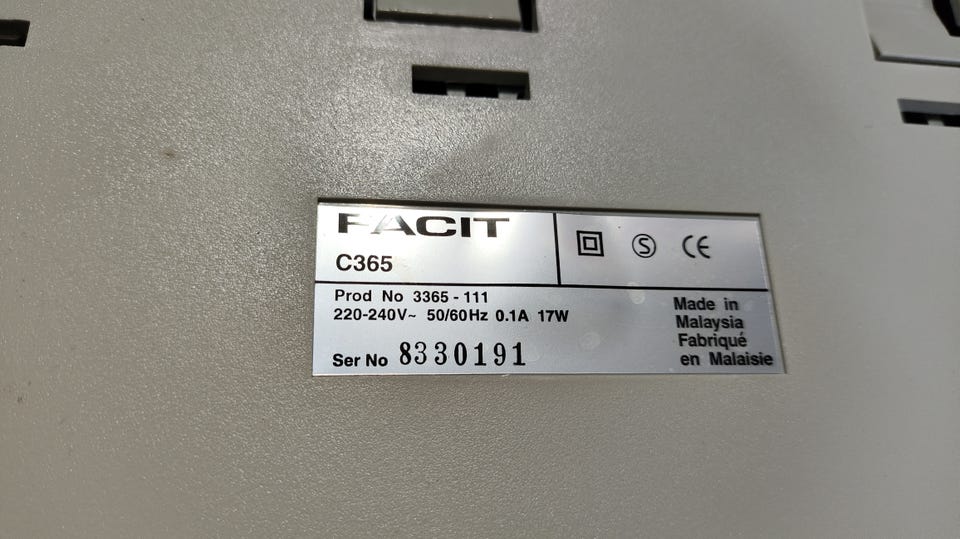 FACIT
C365
S CE
Prod No 3365 - 111
220-240V~ 50/60Hz 0.1A 17W
Ser No 8330191
Made in
Malaysia
Fabriqué
en Malaisie